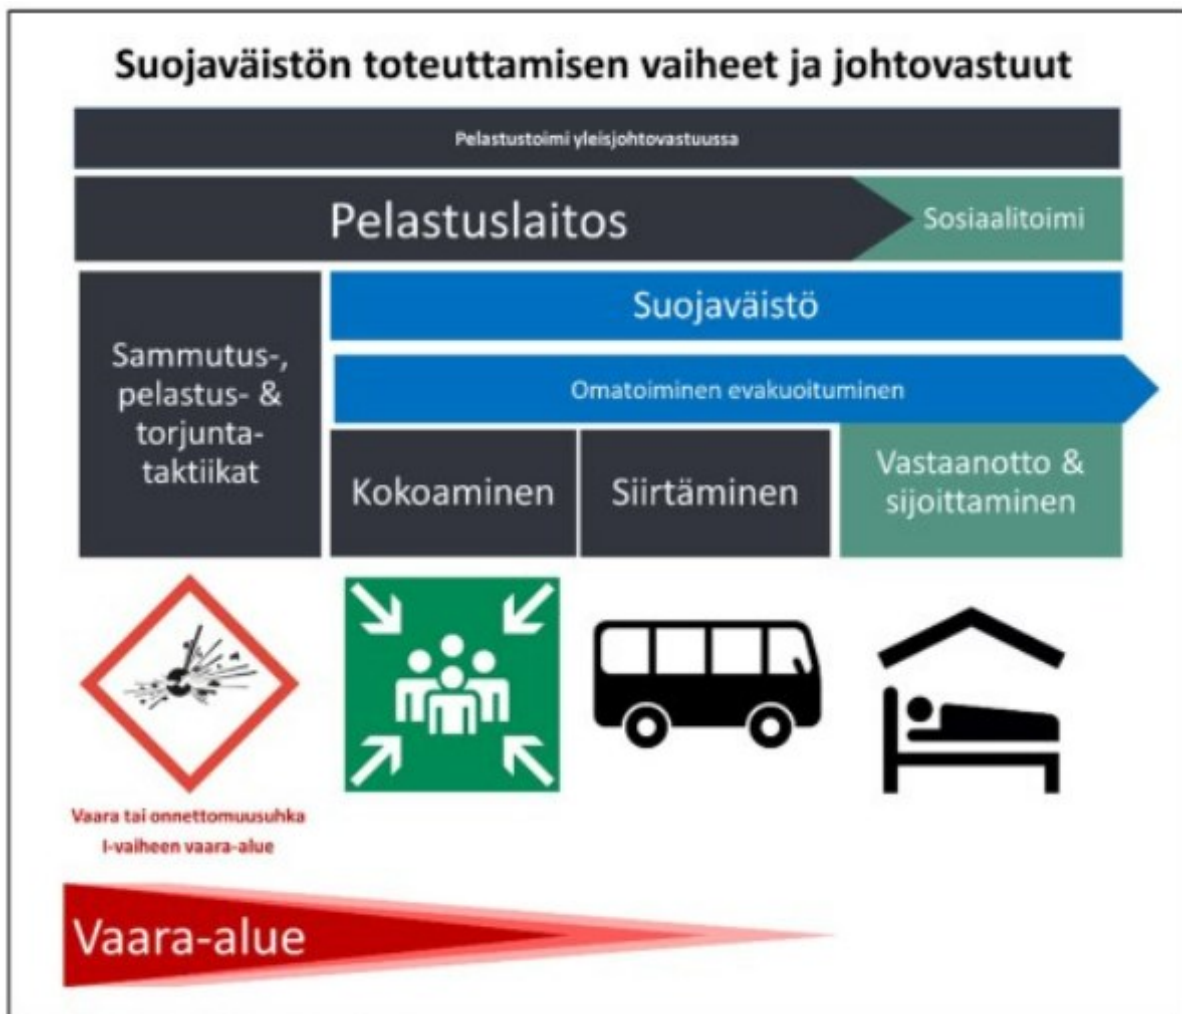 Suojaväistön toteuttamisen vaiheet ja johtovastuut
Pelastustoimi yleisjohtovastuussa
Pelastuslaitos
Sosiaalitoimi
Sammutus-,
pelastus- &
torjunta-
taktiikat
Suojaväistö
Omatoiminen evakuoituminen
Kokoaminen
Siirtäminen
Vastaanotto &
sijoittaminen
Vaara tai onnettomuusuhka
I-vaiheen vaara-alue
Vaara-alue